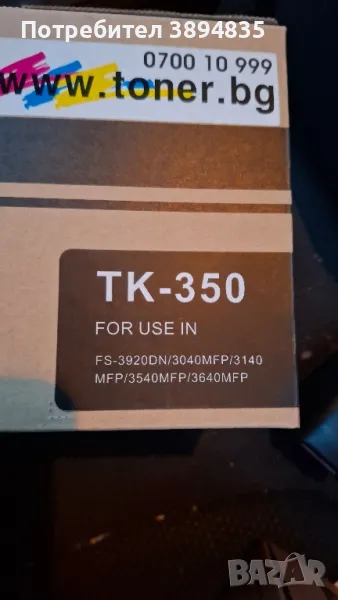 Потребител 3894835
0700 10 999
www.toner.bg
TK-350
FOR USE IN
FS-3920DN/3040MFP/3140
MFP/3540MFP/3640MFP
BAZAR